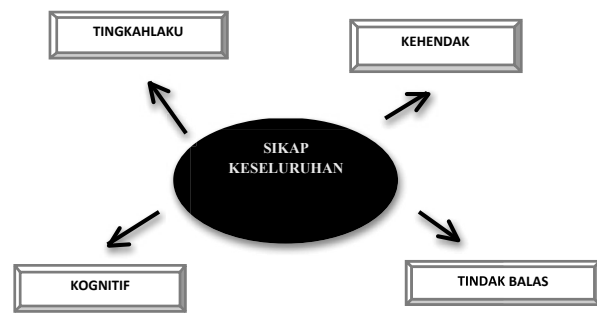 TINGKAHLAKU
KEHENDAK
SIKAP
KESELURUHAN
KOGNITIF
TINDAK BALAS